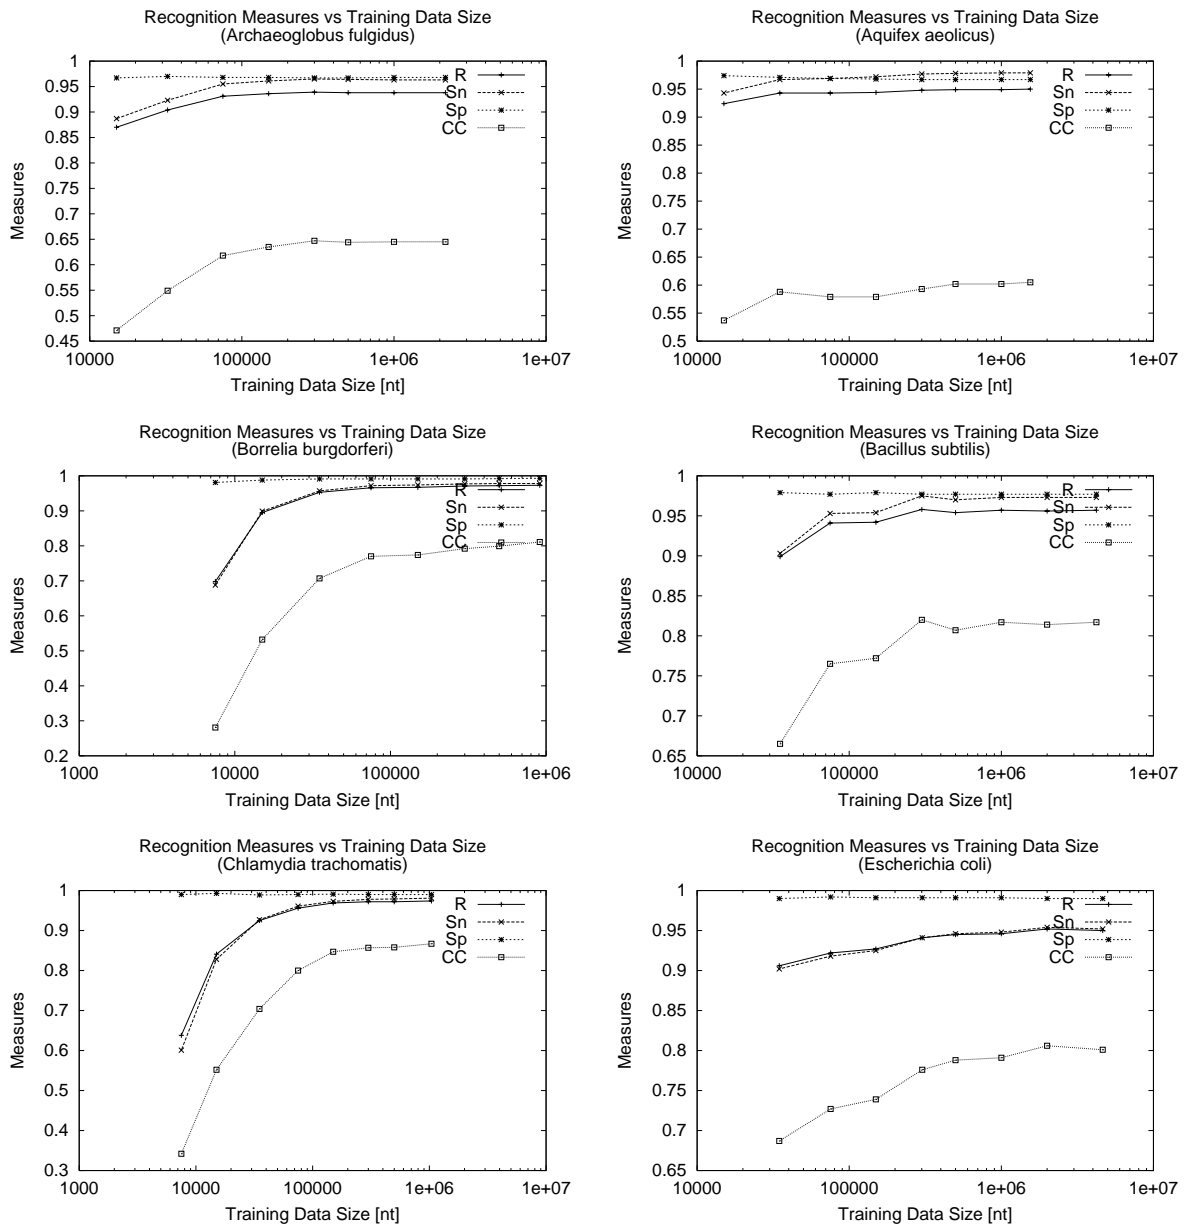 Recognition Measures vs Training Data Size
(Archaeoglobus fulgidus)
1
0.95
0.9
0.85
0.8
0.75
0.7
0.65
0.6
0.55
0.5
0.45
Measures
R
Sn
Sp
CC
10000
100000
1e+06
1e+07
Training Data Size [nt]
Recognition Measures vs Training Data Size
(Aquifex aeolicus)
1
0.95
0.9
0.85
0.8
0.75
0.7
0.65
0.6
0.55
0.5
Measures
R
Sn
Sp
CC
10000
100000
1e+06
1e+07
Training Data Size [nt]
Recognition Measures vs Training Data Size
(Borrelia burgdorferi)
1
0.9
0.8
0.7
0.6
0.5
0.4
0.3
0.2
Measures
R
Sn
Sp
CC
1000
10000
100000
1e+06
Training Data Size [nt]
Recognition Measures vs Training Data Size
(Bacillus subtilis)
1
0.95
0.9
0.85
0.8
0.75
0.7
0.65
Measures
R
Sn
Sp
CC
10000
100000
1e+06
1e+07
Training Data Size [nt]
Recognition Measures vs Training Data Size
(Chlamydia trachomatis)
1
0.9
0.8
0.7
0.6
0.5
0.4
0.3
Measures
R
Sn
Sp
CC
1000
10000
100000
1e+06
1e+07
Training Data Size [nt]
Recognition Measures vs Training Data Size
(Escherichia coli)
1
0.95
0.9
0.85
0.8
0.75
0.7
0.65
Measures
R
Sn
Sp
CC
10000
100000
1e+06
1e+07
Training Data Size [nt]